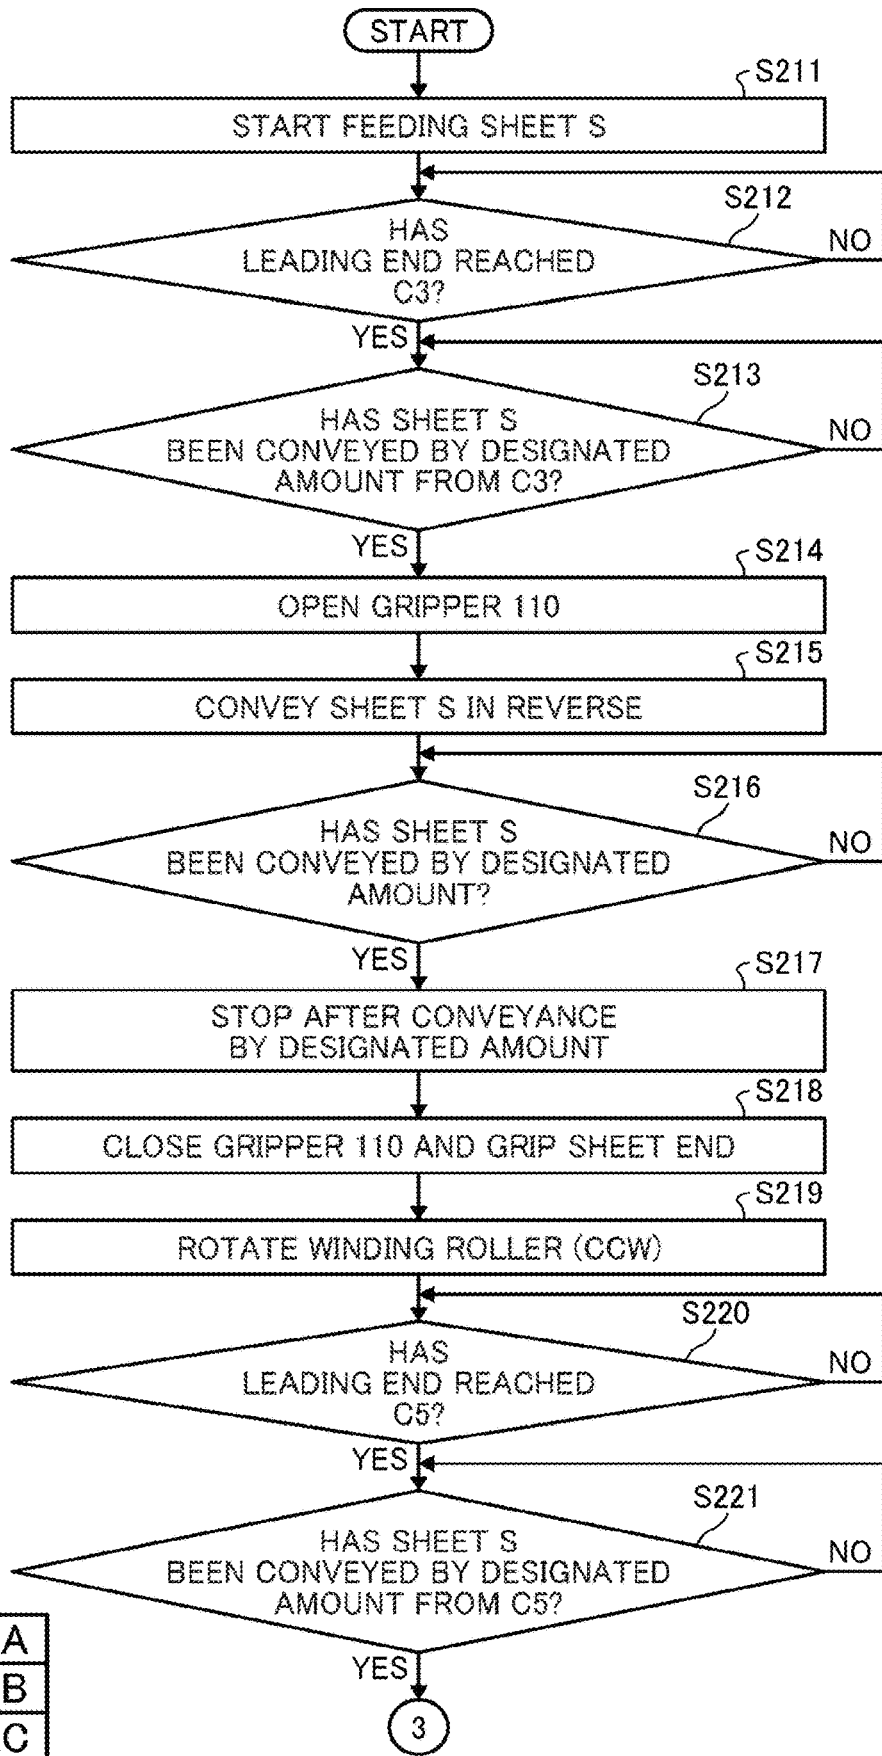 START
S211
START FEEDING SHEET S
S212
HAS
LEADING END REACHED
C3?
NO
YES
S213
HAS SHEET S
BEEN CONVEYED BY DESIGNATED
AMOUNT FROM C3?
NO
YES
S214
OPEN GRIPPER 110
S215
CONVEY SHEET S IN REVERSE
S216
HAS SHEET S
BEEN CONVEYED BY DESIGNATED
AMOUNT?
NO
YES
S217
STOP AFTER CONVEYANCE
BY DESIGNATED AMOUNT
S218
CLOSE GRIPPER 110 AND GRIP SHEET END
S219
ROTATE WINDING ROLLER (CCW)
S220
HAS
LEADING END REACHED
C5?
NO
YES
S221
HAS SHEET S
BEEN CONVEYED BY DESIGNATED
AMOUNT FROM C5?
NO
YES
3
A
B
C